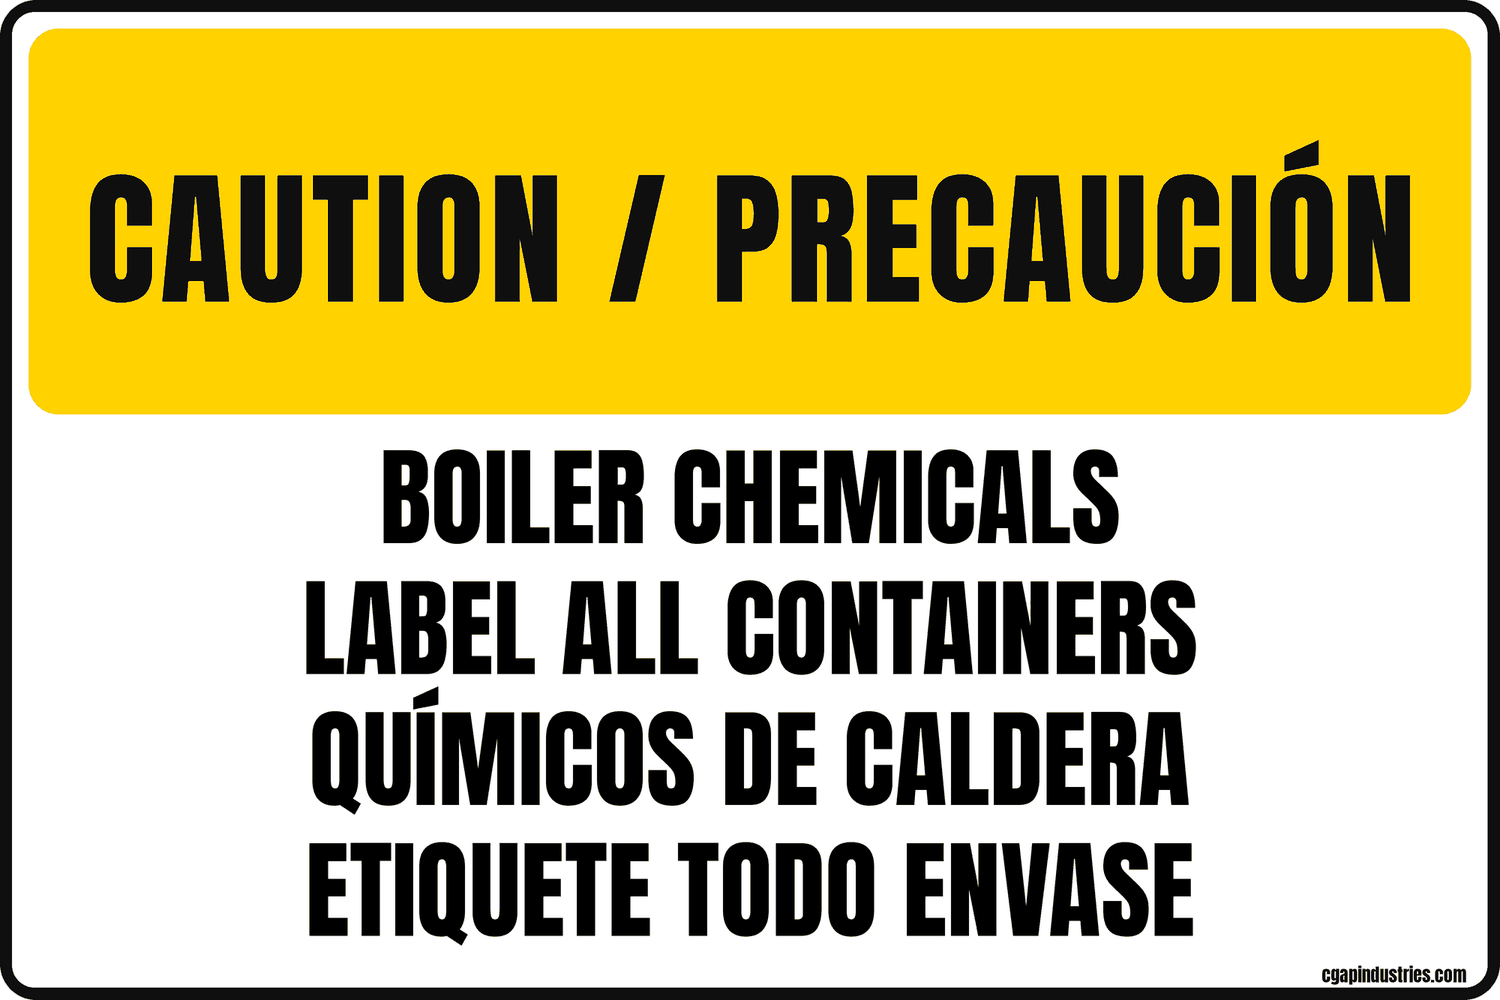 CAUTION / PRECAUCIÓN
BOILER CHEMICALS
LABEL ALL CONTAINERS
QUÍMICOS DE CALDERA
ETIQUETE TODO ENVASE
cgapindustries.com